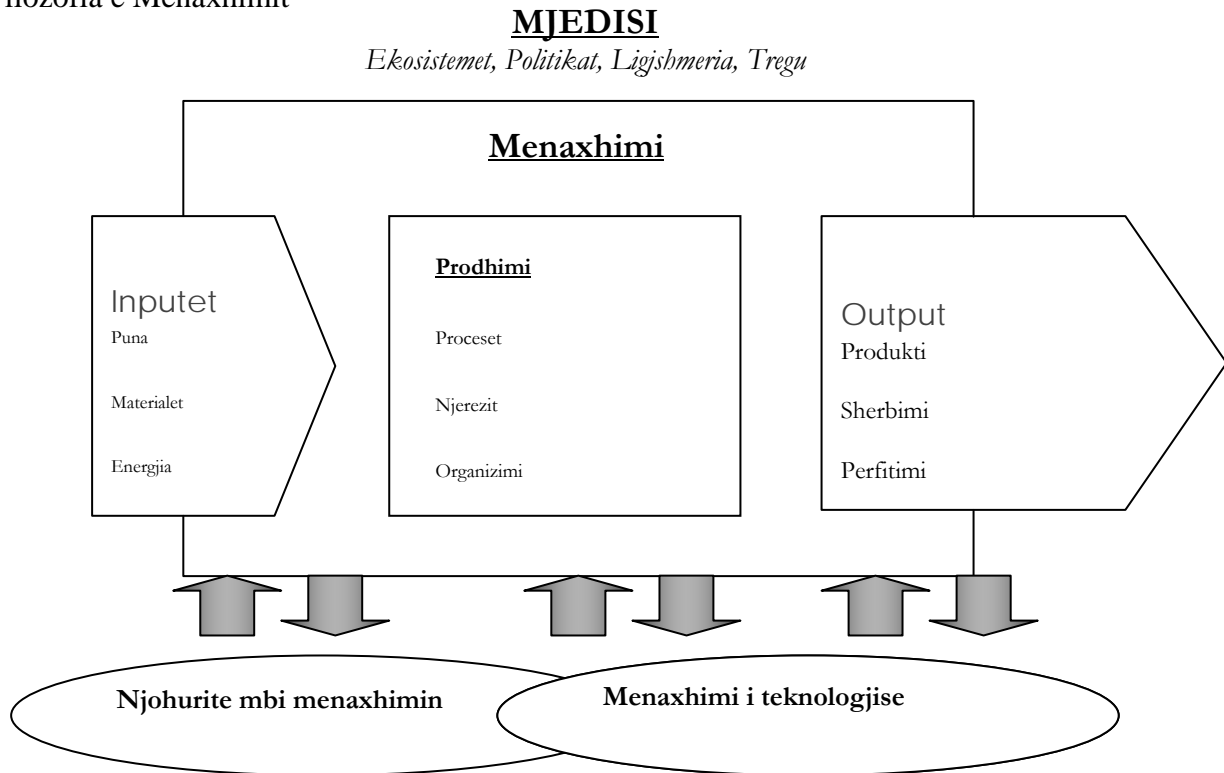 e Menaxhimit
MJEDISI
Ekosistemet, Politikat, Ligjshmeria, Tregu
Menaxhimi
Inputet
Puna
Materialet
Energjia
Prodhimi
Proceset
Njerezit
Organizimi
Output
Produkti
Sherbimi
Perfitimi
Njohurite mbi menaxhimin
Menaxhimi i teknologjise